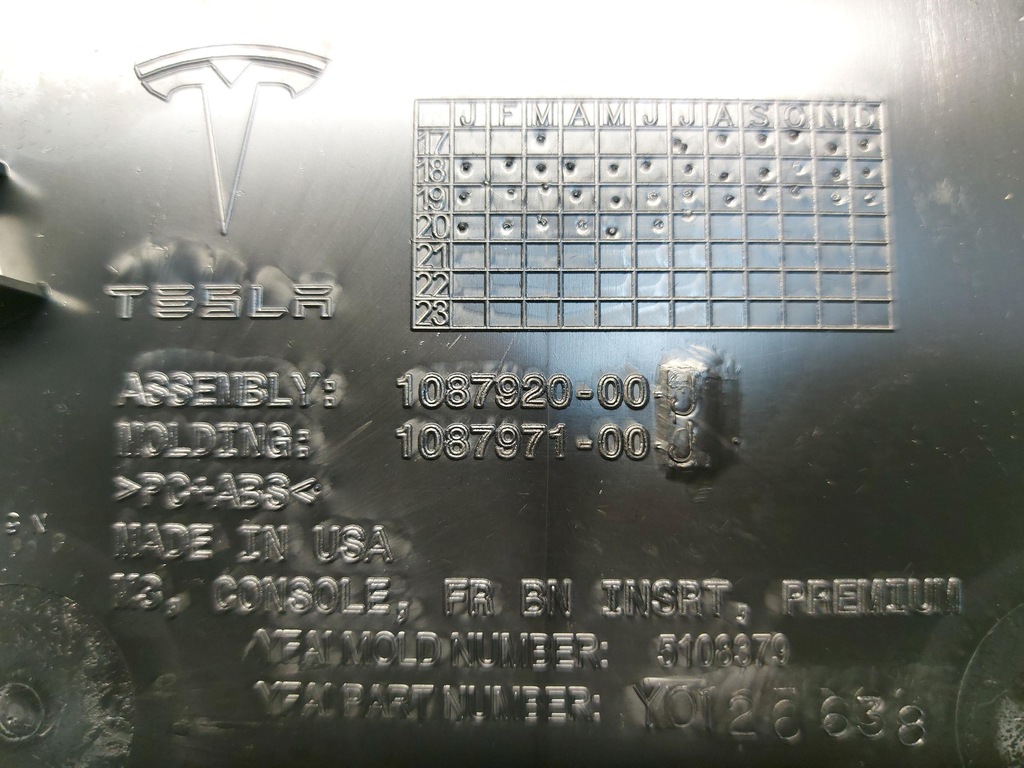 J F M A M J J A S O N D
17
18
19
20
21
22
23
TESLA
ASSEMBLY: 1087920-00-J
MOLDING: 1087971-00-J
>PC+ABS<
MADE IN USA
M3, CONSOLE, FR BN INSRT, PREMIUM
YFAI MOLD NUMBER: 5108379
YFAI PART NUMBER: Y0126638